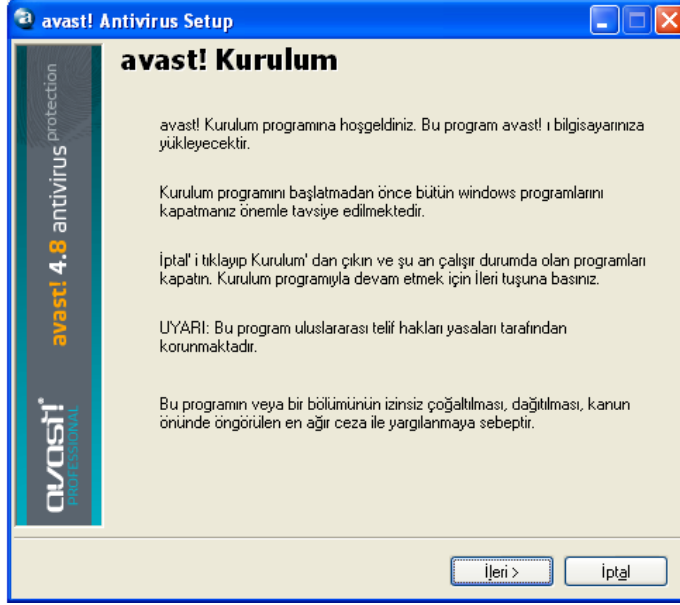 avast! Antivirus Setup
avast! Kurulum
avast! Kurulum programına hoşgeldiniz. Bu program avast! ı bilgisayarınıza
yükleyecektir.
Kurulum programını başlatmadan önce bütün windows programlarını
kapatmanız önemle tavsiye edilmektedir.
İptal' i tıklayıp Kurulum' dan çıkın ve şu an çalışır durumda olan programları
kapatın. Kurulum programıyla devam etmek için İleri tuşuna basınız.
UYARI: Bu program uluslararası telif hakları yasaları tarafından
korunmaktadır.
Bu programın veya bir bölümünün izinsiz çoğaltılması, dağıtılması, kanun
önünde öngörülen en ağır ceza ile yargılanmaya sebeptir.
avast! 4.8 antivirus protection
avast!
PROFESSIONAL
İleri >
İptal